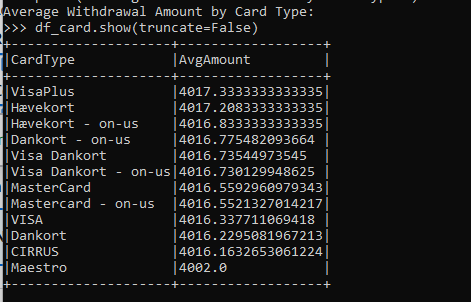 Average Withdrawal Amount by Card Type:
>>> df_card.show(truncate=False)
+--------------------+------------------+
|CardType            |AvgAmount         |
+--------------------+------------------+
|VisaPlus            |4017.3333333333335|
|Hævekort            |4017.2083333333335|
|Hævekort - on-us    |4016.8333333333335|
|Dankort - on-us     |4016.775482093664 |
|Visa Dankort        |4016.73544973545  |
|Visa Dankort - on-us|4016.730129948625 |
|MasterCard          |4016.5592960979343|
|Mastercard - on-us  |4016.5521327014217|
|VISA                |4016.337711069418 |
|Dankort             |4016.2295081967213|
|CIRRUS              |4016.1632653061224|
|Maestro             |4002.0            |
+--------------------+------------------+